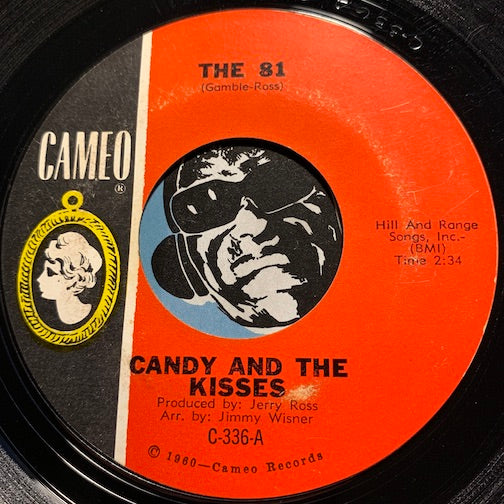 THE 81
(Gamble-Ross)
CAMEO®
Hill And Range
Songs, Inc.-
(BMI)
Time 2:34
CANDY AND THE
KISSES
Produced by: Jerry Ross
Arr. by: Jimmy Wisner
C-336-A
© 1960—Cameo Records